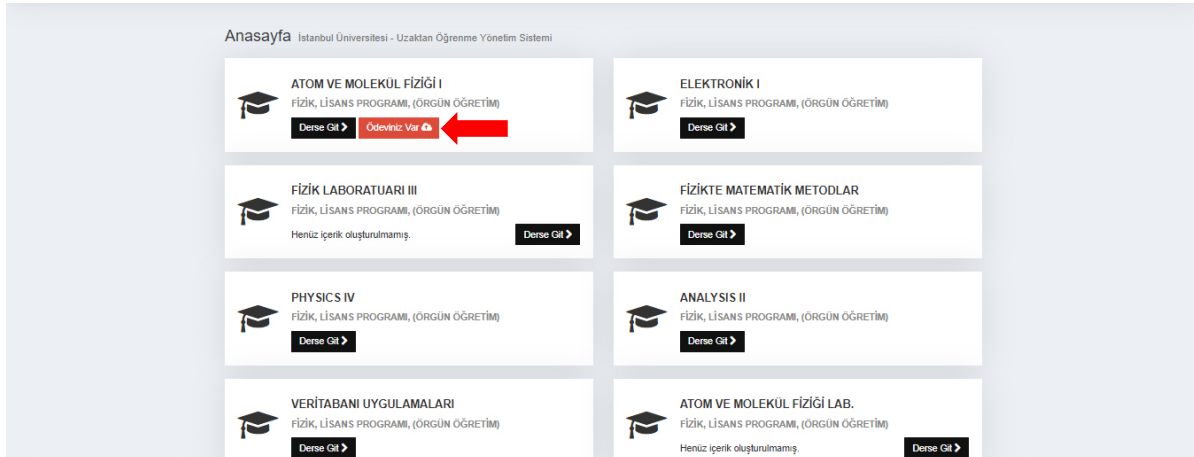 Anasayfa İstanbul Üniversitesi - Uzaktan Öğrenme Yönetim Sistemi
ATOM VE MOLEKÜL FİZİĞİ I
FİZİK, LİSANS PROGRAMI, (ÖRGÜN ÖĞRETİM)
Derse Git
Ödeviniz Var
ELEKTRONİK I
FİZİK, LİSANS PROGRAMI, (ÖRGÜN ÖĞRETİM)
Derse Git
FİZİK LABORATUARI III
FİZİK, LİSANS PROGRAMI, (ÖRGÜN ÖĞRETİM)
Henüz içerik oluşturulmamış.
Derse Git
FİZİKTE MATEMATİK METODLAR
FİZİK, LİSANS PROGRAMI, (ÖRGÜN ÖĞRETİM)
Derse Git
PHYSICS IV
FİZİK, LİSANS PROGRAMI, (ÖRGÜN ÖĞRETİM)
Derse Git
ANALYSIS II
FİZİK, LİSANS PROGRAMI, (ÖRGÜN ÖĞRETİM)
Derse Git
VERİTABANI UYGULAMALARI
FİZİK, LİSANS PROGRAMI, (ÖRGÜN ÖĞRETİM)
Derse Git
ATOM VE MOLEKÜL FİZİĞİ LAB.
FİZİK, LİSANS PROGRAMI, (ÖRGÜN ÖĞRETİM)
Henüz içerik oluşturulmamış.
Derse Git